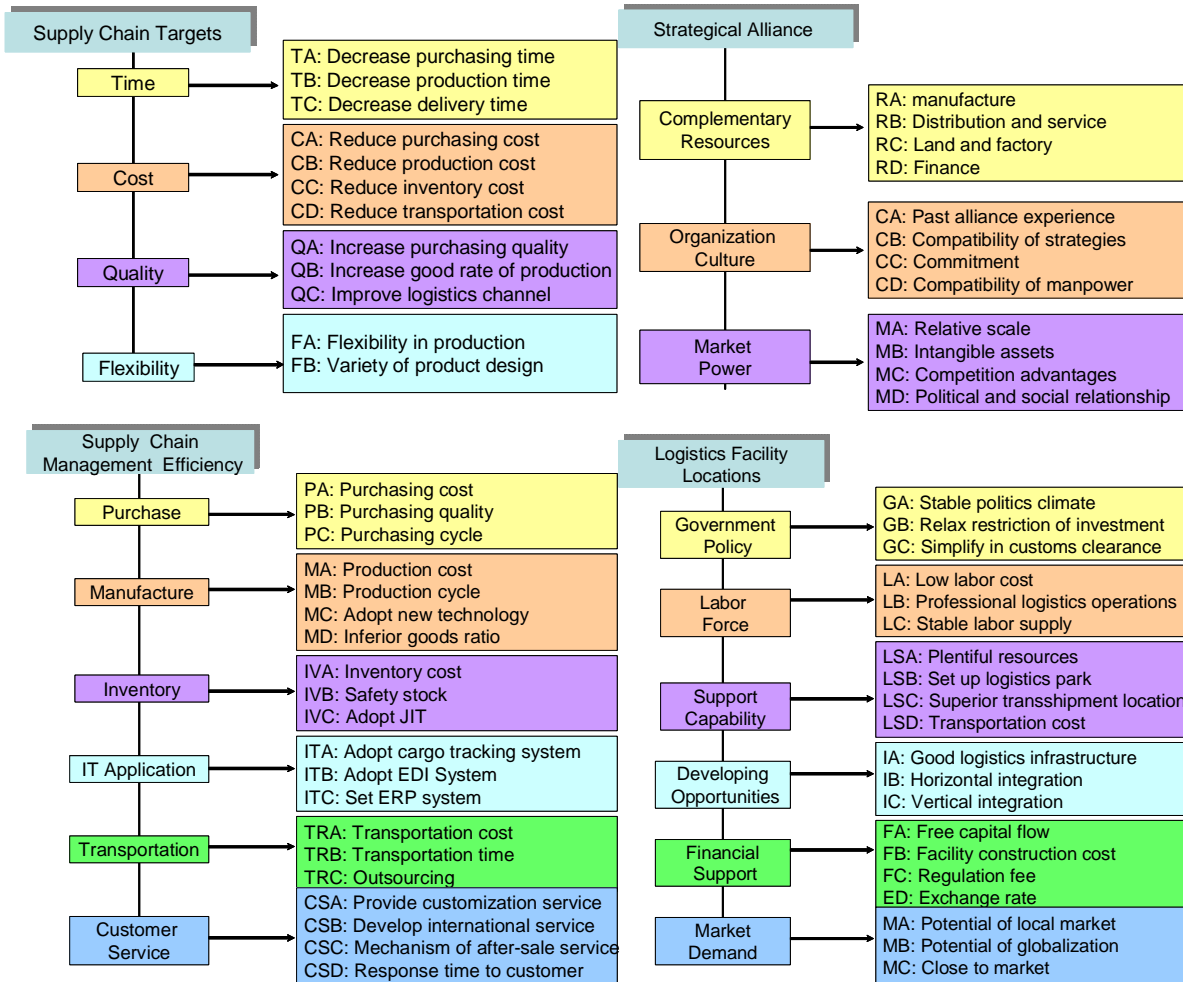 Supply Chain Targets
Time
TA: Decrease purchasing time
TB: Decrease production time
TC: Decrease delivery time
Cost
CA: Reduce purchasing cost
CB: Reduce production cost
CC: Reduce inventory cost
CD: Reduce transportation cost
Quality
QA: Increase purchasing quality
QB: Increase good rate of production
QC: Improve logistics channel
Flexibility
FA: Flexibility in production
FB: Variety of product design
Strategical Alliance
Complementary
Resources
RA: manufacture
RB: Distribution and service
RC: Land and factory
RD: Finance
Organization
Culture
CA: Past alliance experience
CB: Compatibility of strategies
CC: Commitment
CD: Compatibility of manpower
Market
Power
MA: Relative scale
MB: Intangible assets
MC: Competition advantages
MD: Political and social relationship
Supply Chain
Management Efficiency
Purchase
PA: Purchasing cost
PB: Purchasing quality
PC: Purchasing cycle
Manufacture
MA: Production cost
MB: Production cycle
MC: Adopt new technology
MD: Inferior goods ratio
Inventory
IVA: Inventory cost
IVB: Safety stock
IVC: Adopt JIT
IT Application
ITA: Adopt cargo tracking system
ITB: Adopt EDI System
ITC: Set ERP system
Transportation
TRA: Transportation cost
TRB: Transportation time
TRC: Outsourcing
Customer
Service
CSA: Provide customization service
CSB: Develop international service
CSC: Mechanism of after-sale service
CSD: Response time to customer
Logistics Facility
Locations
Government
Policy
GA: Stable politics climate
GB: Relax restriction of investment
GC: Simplify in customs clearance
Labor
Force
LA: Low labor cost
LB: Professional logistics operations
LC: Stable labor supply
Support
Capability
LSA: Plentiful resources
LSB: Set up logistics park
LSC: Superior transshipment location
LSD: Transportation cost
Developing
Opportunities
IA: Good logistics infrastructure
IB: Horizontal integration
IC: Vertical integration
Financial
Support
FA: Free capital flow
FB: Facility construction cost
FC: Regulation fee
ED: Exchange rate
Market
Demand
MA: Potential of local market
MB: Potential of globalization
MC: Close to market